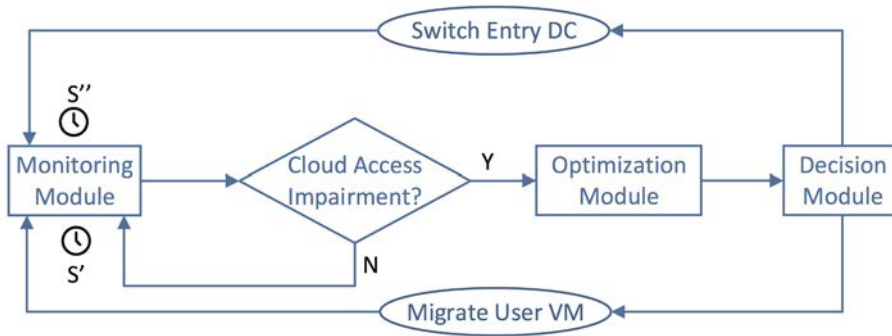 Switch Entry DC
S''
Monitoring
Module
Cloud Access
Impairment?
Y
Optimization
Module
Decision
Module
S'
N
Migrate User VM